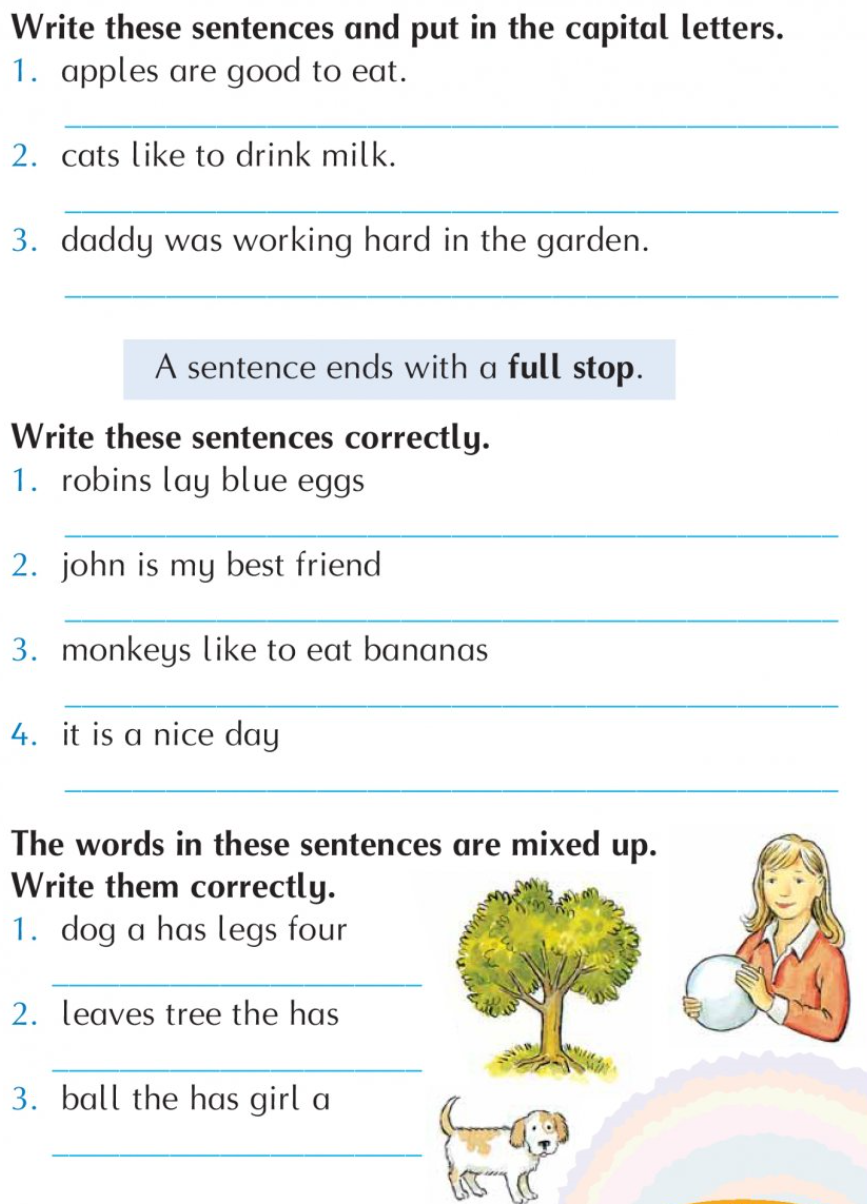 Write these sentences and put in the capital letters.
1. apples are good to eat.
2. cats like to drink milk.
3. daddy was working hard in the garden.
A sentence ends with a full stop.
Write these sentences correctly.
1. robins lay blue eggs
2. john is my best friend
3. monkeys like to eat bananas
4. it is a nice day
The words in these sentences are mixed up.
Write them correctly.
1. dog a has legs four
2. leaves tree the has
3. ball the has girl a